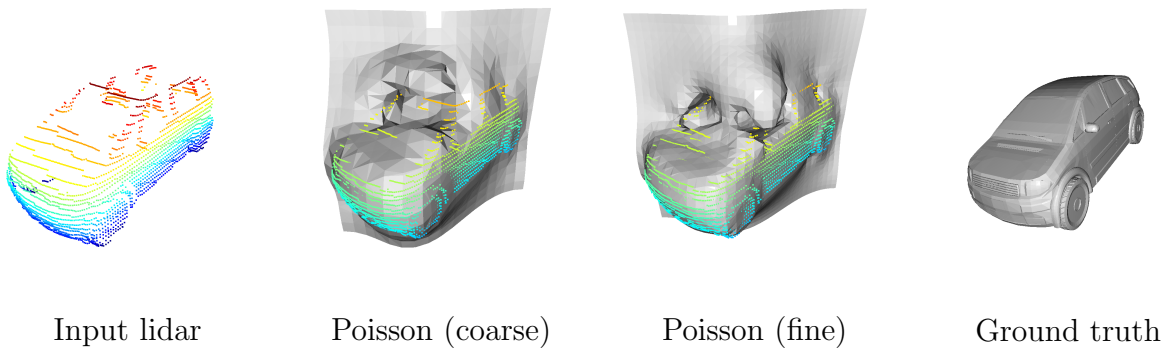 Input lidar
Poisson (coarse)
Poisson (fine)
Ground truth